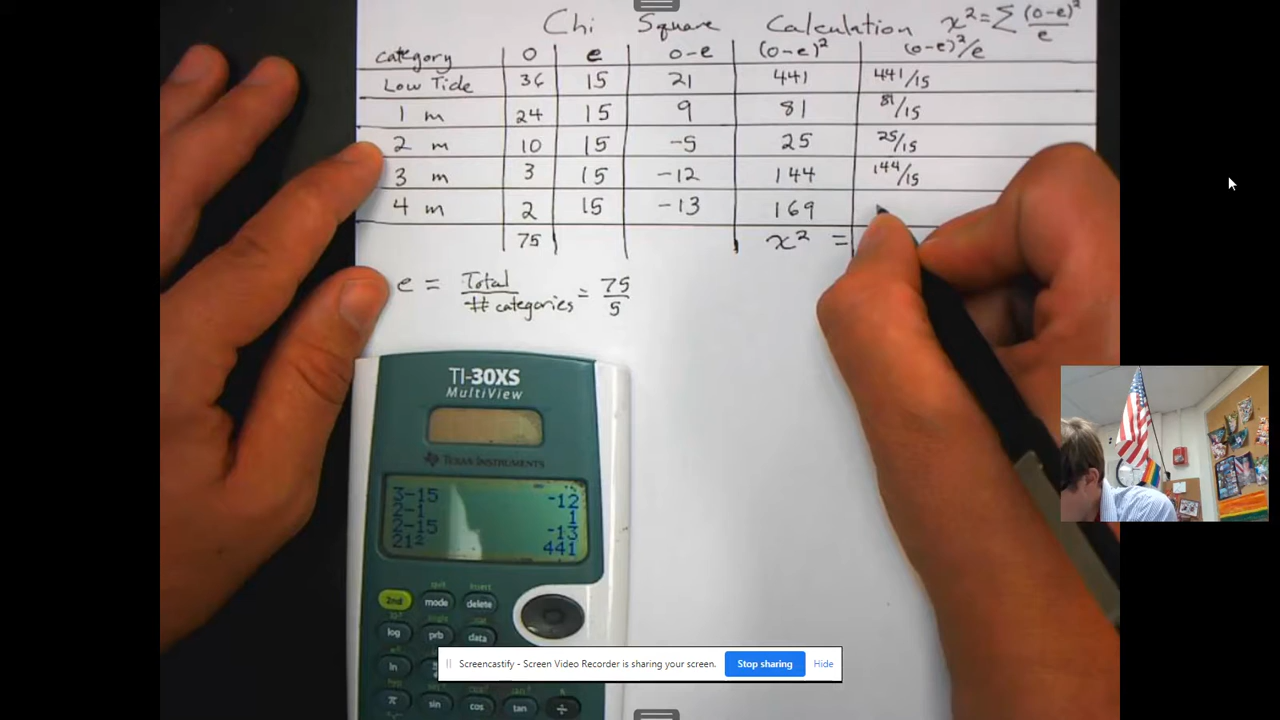 Chi Square Calculation x² = Σ (o-e)²/e
category O e o-e (o-e)² (o-e)²/e
Low Tide 36 15 21 441 441/15
1 m 24 15 9 81 81/15
2 m 10 15 -5 25 25/15
3 m 3 15 -12 144 144/15
4 m 2 15 -13 169
75 x² =
e = Total / # categories = 75/5
TI-30XS
MultiView
TEXAS INSTRUMENTS
3-15 -12
2-1 1
2-15 -13
21² 441
2nd mode delete
log prb data
ln
π sin cos tan ÷
Screencastify - Screen Video Recorder is sharing your screen. Stop sharing Hide